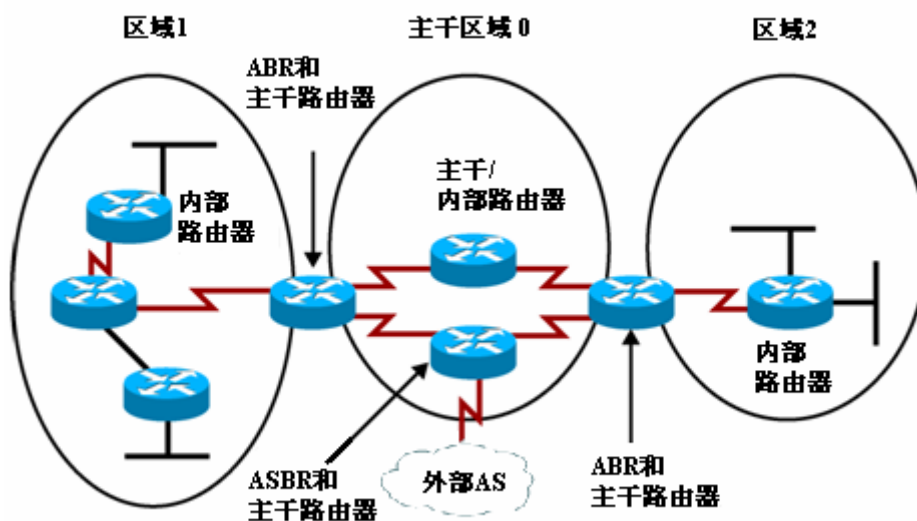 区域1
主干区域 0
区域2
ABR和
主干路由器
主干/
内部路由器
内部
路由器
内部
路由器
ASBR和
主干路由器
外部AS
ABR和
主干路由器